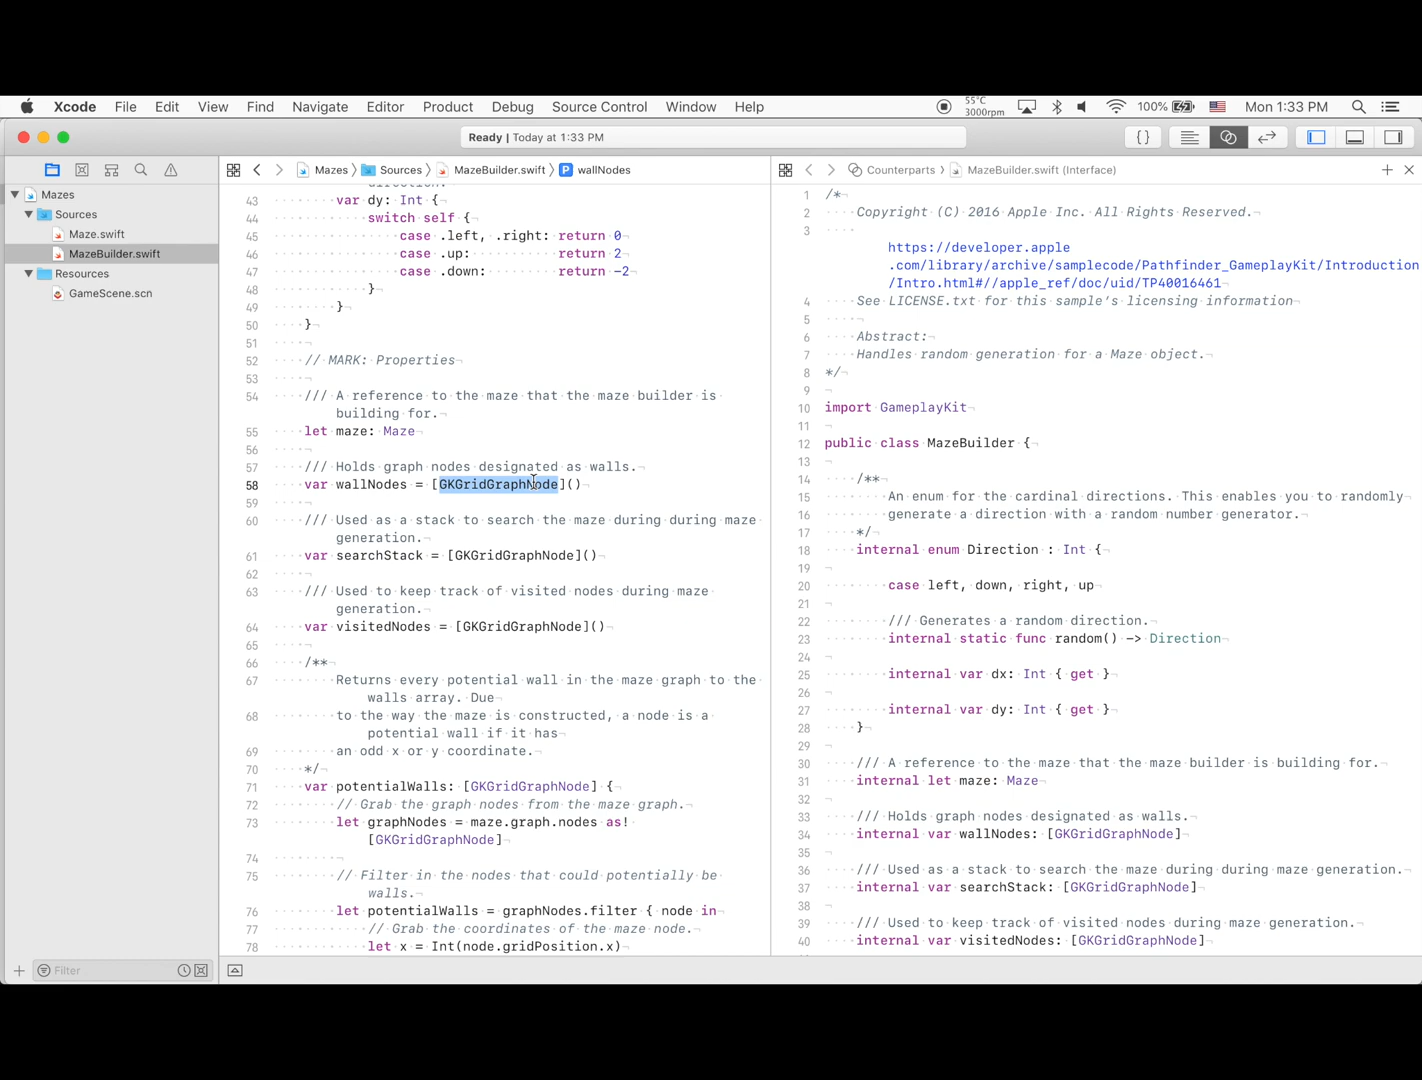 Xcode File Edit View Find Navigate Editor Product Debug Source Control Window Help 55°C 3000rpm 100% Mon 1:33 PM
Ready | Today at 1:33 PM
Mazes
Sources
Maze.swift
MazeBuilder.swift
Resources
GameScene.scn
Filter
Mazes Sources MazeBuilder.swift P wallNodes
direction.
43 var dy: Int {
44 switch self {
45 case .left, .right: return 0
46 case .up: return 2
47 case .down: return -2
48 }
49 }
50 }
51
52 // MARK: Properties
53
54 /// A reference to the maze that the maze builder is
building for.
55 let maze: Maze
56
57 /// Holds graph nodes designated as walls.
58 var wallNodes = [GKGridGraphNode]()
59
60 /// Used as a stack to search the maze during during maze
generation.
61 var searchStack = [GKGridGraphNode]()
62
63 /// Used to keep track of visited nodes during maze
generation.
64 var visitedNodes = [GKGridGraphNode]()
65
66 /**
67 Returns every potential wall in the maze graph to the
walls array. Due
68 to the way the maze is constructed, a node is a
potential wall if it has
69 an odd x or y coordinate.
70 */
71 var potentialWalls: [GKGridGraphNode] {
72 // Grab the graph nodes from the maze graph.
73 let graphNodes = maze.graph.nodes as!
[GKGridGraphNode]
74
75 // Filter in the nodes that could potentially be
walls.
76 let potentialWalls = graphNodes.filter { node in
77 // Grab the coordinates of the maze node.
78 let x = Int(node.gridPosition.x)
Counterparts MazeBuilder.swift (Interface)
1 /*
2 Copyright (C) 2016 Apple Inc. All Rights Reserved.
3
https://developer.apple
.com/library/archive/samplecode/Pathfinder_GameplayKit/Introduction
/Intro.html#//apple_ref/doc/uid/TP40016461
4 See LICENSE.txt for this sample's licensing information
5
6 Abstract:
7 Handles random generation for a Maze object.
8 */
9
10 import GameplayKit
11
12 public class MazeBuilder {
13
14 /**
15 An enum for the cardinal directions. This enables you to randomly
16 generate a direction with a random number generator.
17 */
18 internal enum Direction : Int {
19
20 case left, down, right, up
21
22 /// Generates a random direction.
23 internal static func random() -> Direction
24
25 internal var dx: Int { get }
26
27 internal var dy: Int { get }
28 }
29
30 /// A reference to the maze that the maze builder is building for.
31 internal let maze: Maze
32
33 /// Holds graph nodes designated as walls.
34 internal var wallNodes: [GKGridGraphNode]
35
36 /// Used as a stack to search the maze during during maze generation.
37 internal var searchStack: [GKGridGraphNode]
38
39 /// Used to keep track of visited nodes during maze generation.
40 internal var visitedNodes: [GKGridGraphNode]